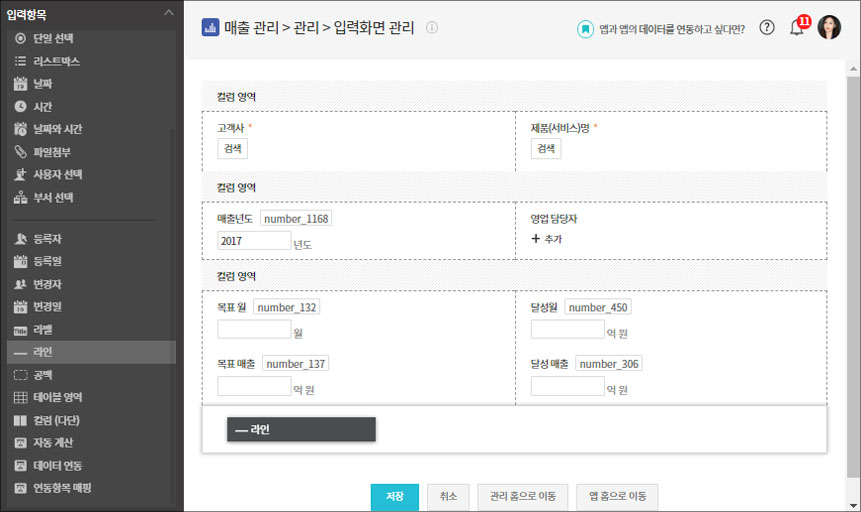 입력항목
단일 선택
리스트박스
날짜
시간
날짜와 시간
파일첨부
사용자 선택
부서 선택
등록자
등록일
변경자
변경일
라벨
라인
공백
테이블 영역
컬럼 (다단)
자동 계산
데이터 연동
연동항목 매핑
매출 관리 > 관리 > 입력화면 관리
앱과 앱의 데이터를 연동하고 싶다면?
11
컬럼 영역
고객사 * 제품(서비스)명 *
검색 검색
컬럼 영역
매출년도 number_1168 영업 담당자
2017 년도 + 추가
컬럼 영역
목표 월 number_132 달성월 number_450
월 억 원
목표 매출 number_137 달성 매출 number_306
억 원 억 원
라인
저장 취소 관리 홈으로 이동 앱 홈으로 이동